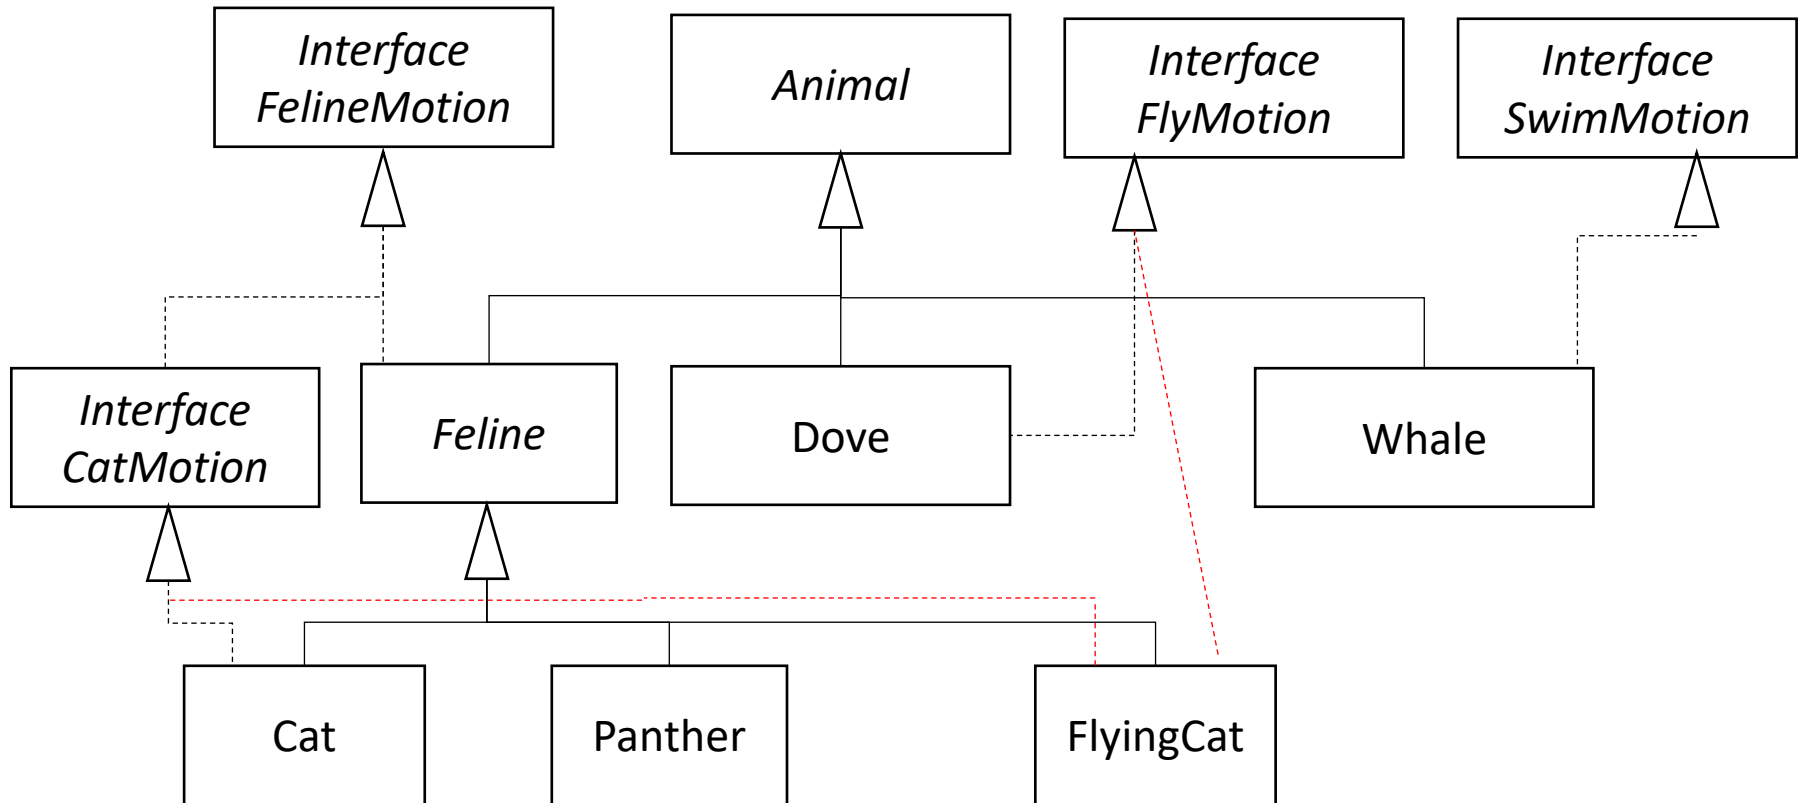 Interface
FelineMotion
Animal
Interface
FlyMotion
Interface
SwimMotion
Interface
CatMotion
Feline
Dove
Whale
Cat
Panther
FlyingCat